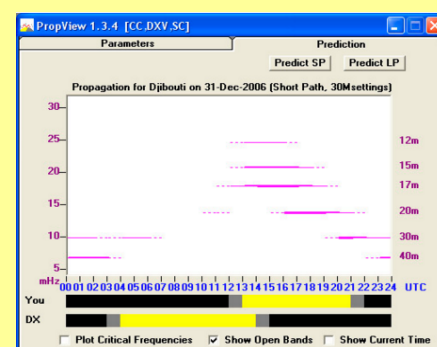 PropView 1.3.4 [CC,DXV,SC]
Parameters
Prediction
Predict SP
Predict LP
Propagation for Djibouti on 31-Dec-2006 (Short Path, 30Msettings)
30
25
20
15
10
5
mHz
12m
15m
17m
20m
30m
40m
00 01 02 03 04 05 06 07 08 09 10 11 12 13 14 15 16 17 18 19 20 21 22 23 24 UTC
You
DX
Plot Critical Frequencies
Show Open Bands
Show Current Time